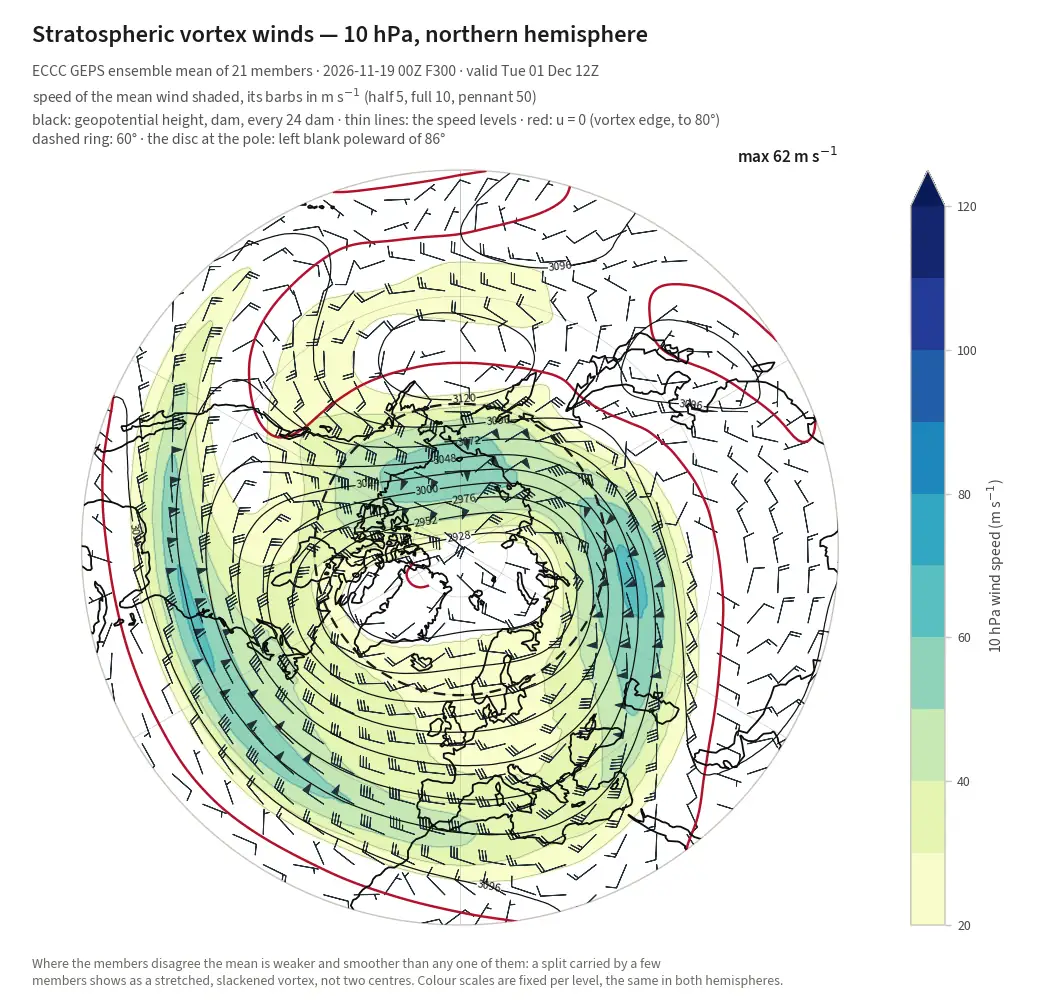 Stratospheric vortex winds — 10 hPa, northern hemisphere
ECCC GEPS ensemble mean of 21 members · 2026-11-19 00Z F300 · valid Tue 01 Dec 12Z
speed of the mean wind shaded, its barbs in m s⁻¹ (half 5, full 10, pennant 50)
black: geopotential height, dam, every 24 dam · thin lines: the speed levels · red: u = 0 (vortex edge, to 80°)
dashed ring: 60° · the disc at the pole: left blank poleward of 86°
max 62 m s⁻¹
120
100
80
60
40
20
10 hPa wind speed (m s⁻¹)
3096
3120
3096
3072
3048
3000
2976
2952
2928
3096
Where the members disagree the mean is weaker and smoother than any one of them: a split carried by a few
members shows as a stretched, slackened vortex, not two centres. Colour scales are fixed per level, the same in both hemispheres.